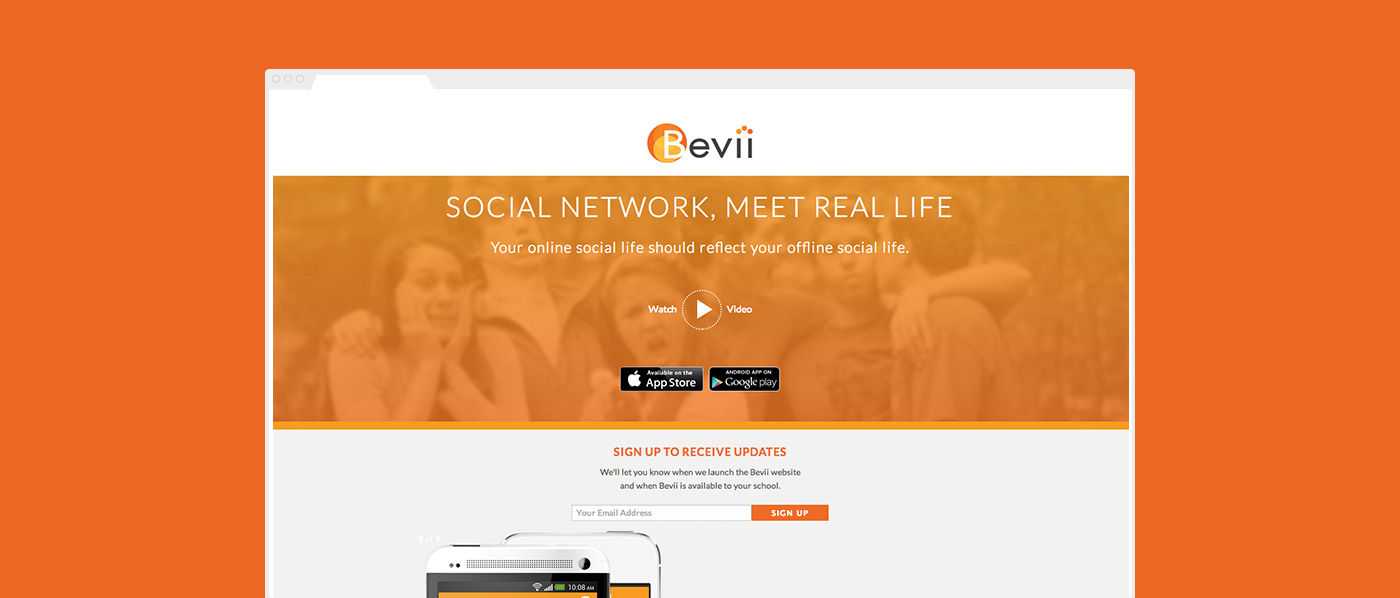 Bevii
SOCIAL NETWORK, MEET REAL LIFE
Your online social life should reflect your offline social life.
Watch Video
Available on the
App Store
ANDROID APP ON
Google play
SIGN UP TO RECEIVE UPDATES
We'll let you know when we launch the Bevii website
and when Bevii is available to your school.
Your Email Address
SIGN UP
2 of 2
10:08 AM